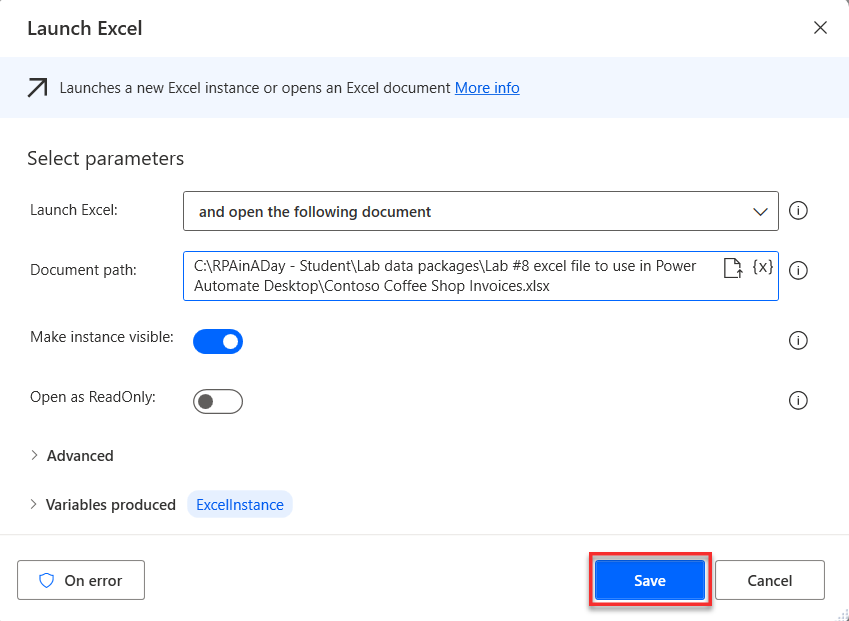 Launch Excel
Launches a new Excel instance or opens an Excel document More info
Select parameters
Launch Excel:
and open the following document
Document path:
C:\RPAinADay - Student\Lab data packages\Lab #8 excel file to use in Power
Automate Desktop\Contoso Coffee Shop Invoices.xlsx
{x}
Make instance visible:
Open as ReadOnly:
Advanced
Variables produced ExcelInstance
On error
Save
Cancel